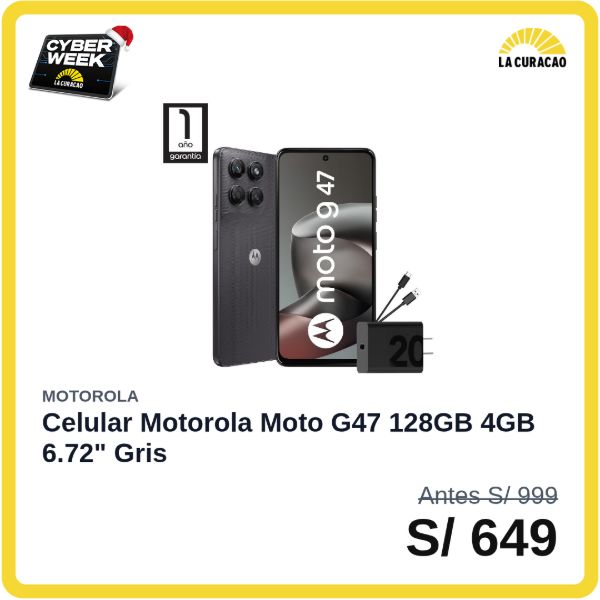 CYBER
WEEK
LA CURACAO
LA CURACAO
1
año
garantía
moto g47
20
MOTOROLA
Celular Motorola Moto G47 128GB 4GB
6.72" Gris
Antes S/ 999
S/ 649